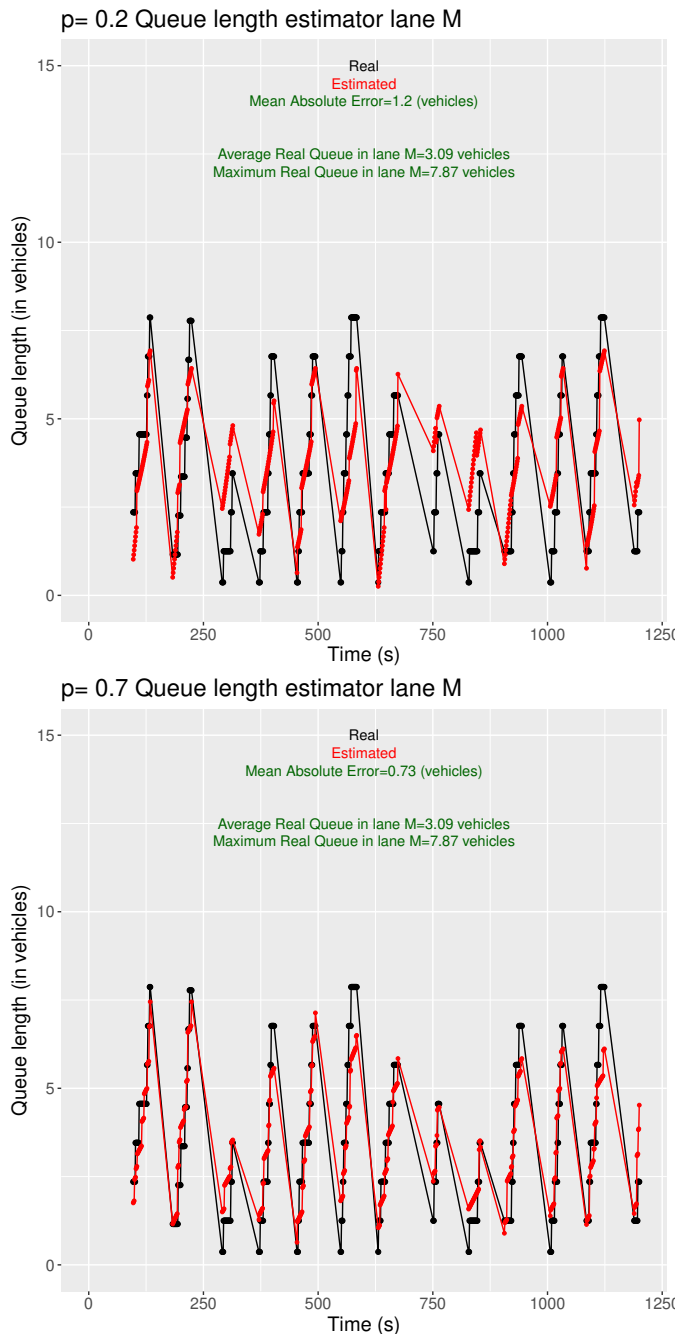 p= 0.2 Queue length estimator lane M
15
Real
Estimated
Mean Absolute Error=1.2 (vehicles)
Average Real Queue in lane M=3.09 vehicles
Maximum Real Queue in lane M=7.87 vehicles
10
Queue length (in vehicles)
5
0
0 250 500 750 1000 1250
Time (s)
p= 0.7 Queue length estimator lane M
15
Real
Estimated
Mean Absolute Error=0.73 (vehicles)
Average Real Queue in lane M=3.09 vehicles
Maximum Real Queue in lane M=7.87 vehicles
10
Queue length (in vehicles)
5
0
0 250 500 750 1000 1250
Time (s)